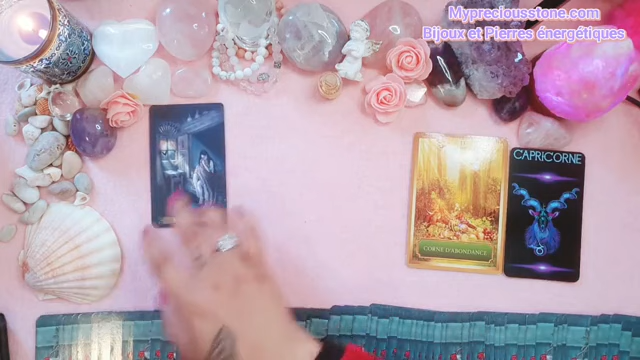 Mypreciousstone.com
Bijoux et Pierres énergétiques
CAPRICORNE
CORNE D'ABONDANCE